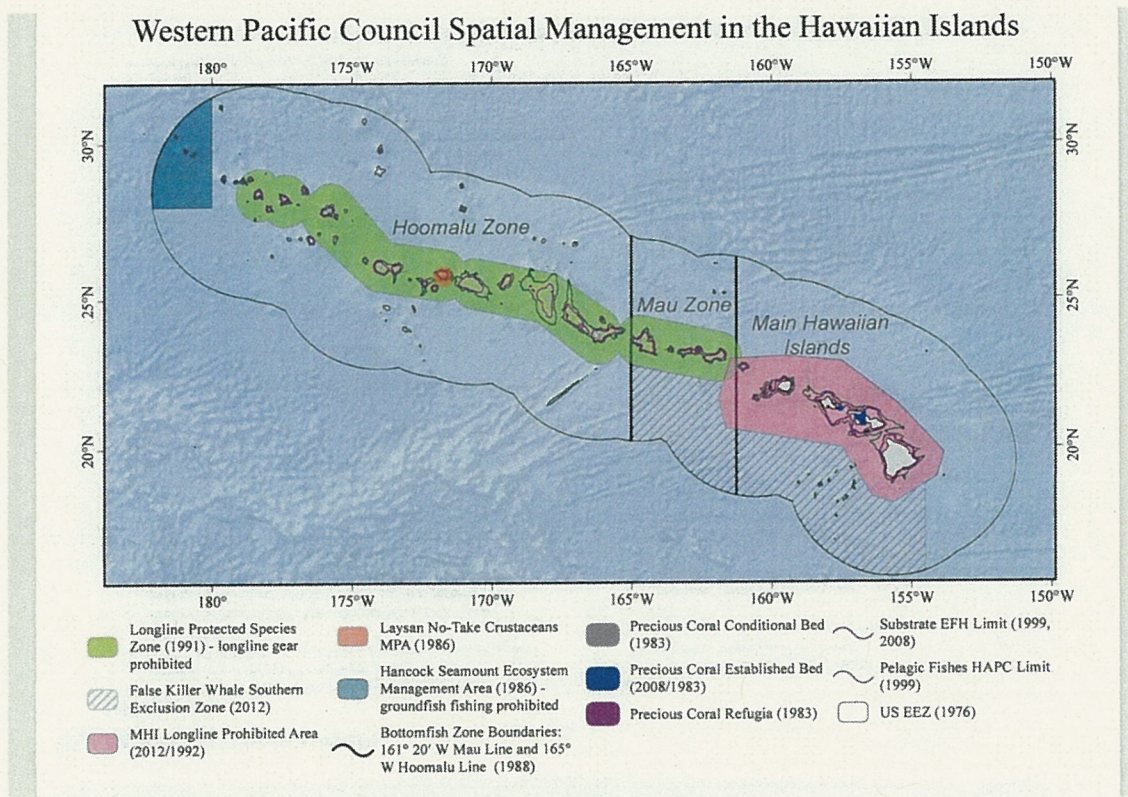 Western Pacific Council Spatial Management in the Hawaiian Islands
180° 175°W 170°W 165°W 160°W 155°W 150°W
30°N 30°N
Hoomalu Zone
25°N 25°N
Mau Zone
Main Hawaiian
Islands
20°N 20°N
180° 175°W 170°W 165°W 160°W 155°W 150°W
Longline Protected Species
Zone (1991) - longline gear
prohibited
False Killer Whale Southern
Exclusion Zone (2012)
MHI Longline Prohibited Area
(2012/1992)
Laysan No-Take Crustaceans
MPA (1986)
Hancock Seamount Ecosystem
Management Area (1986) -
groundfish fishing prohibited
Bottomfish Zone Boundaries:
161° 20' W Mau Line and 165°
W Hoomalu Line (1988)
Precious Coral Conditional Bed
(1983)
Precious Coral Established Bed
(2008/1983)
Precious Coral Refugia (1983)
Substrate EFH Limit (1999,
2008)
Pelagic Fishes HAPC Limit
(1999)
US EEZ (1976)